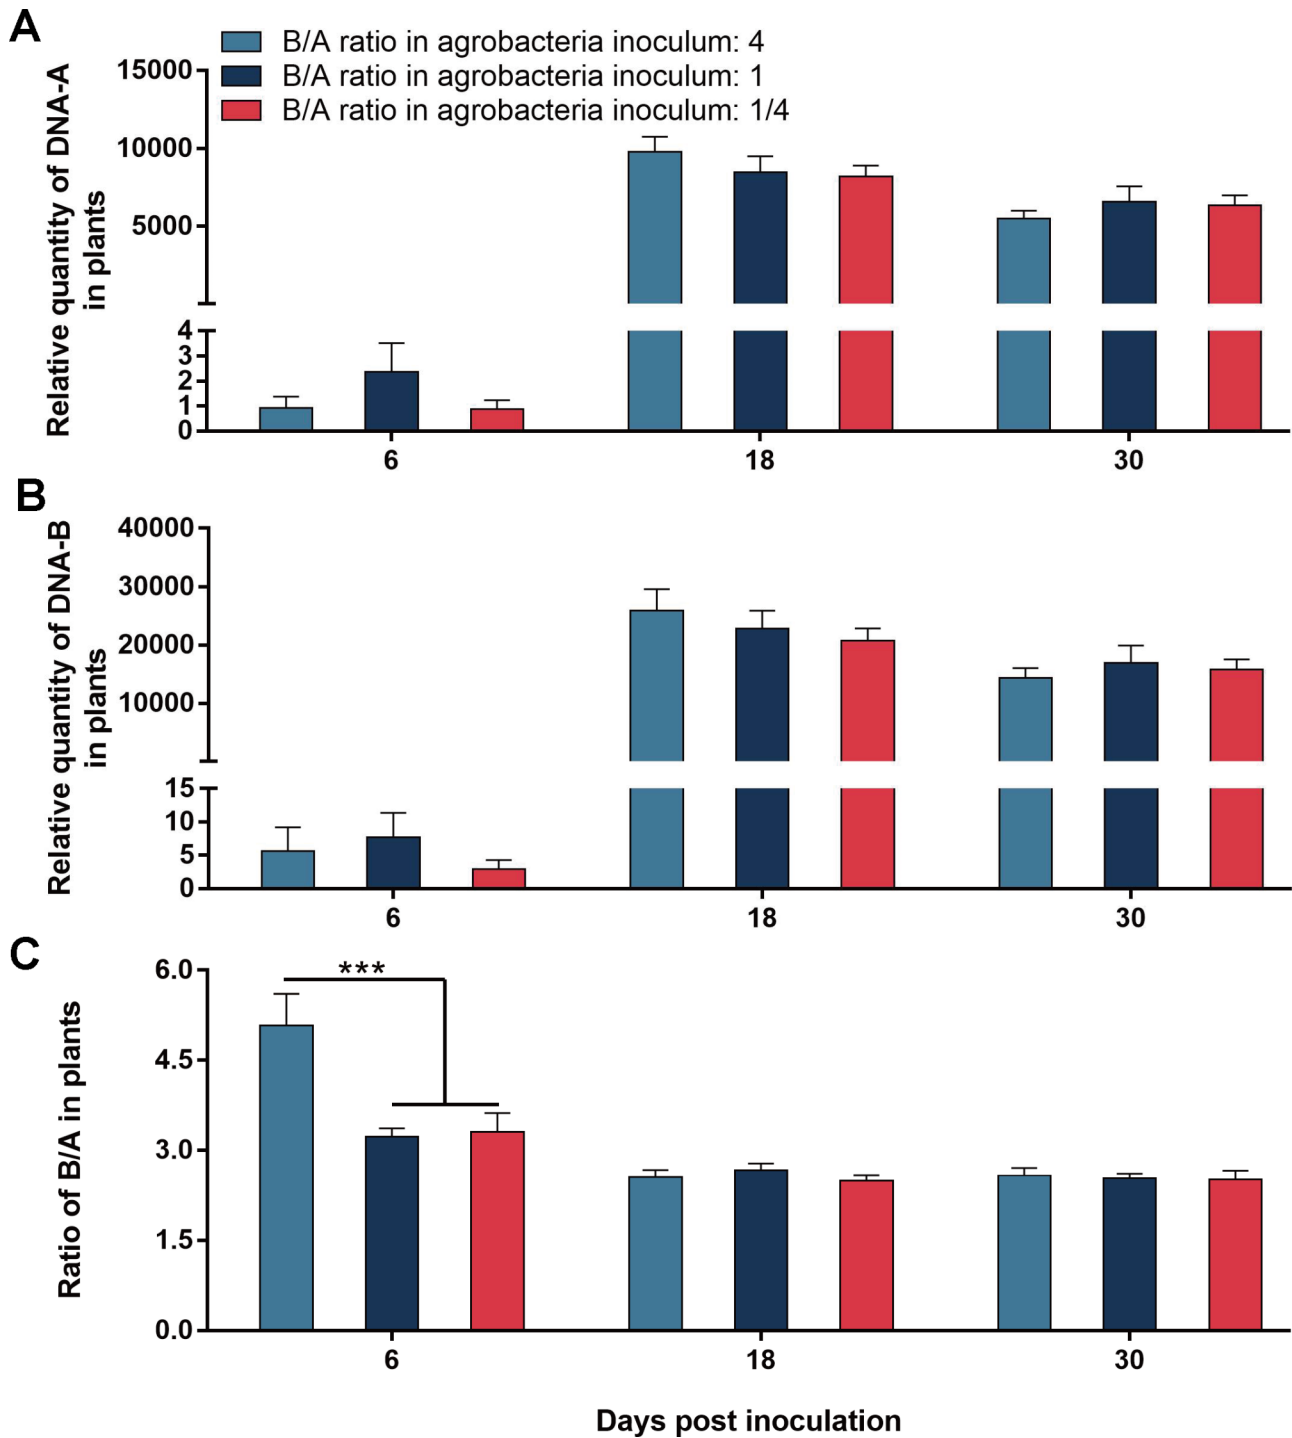 A
B/A ratio in agrobacteria inoculum: 4
B/A ratio in agrobacteria inoculum: 1
B/A ratio in agrobacteria inoculum: 1/4
Relative quantity of DNA-A
in plants
15000
10000
5000
4
3
2
1
0
6 18 30
B
Relative quantity of DNA-B
in plants
40000
30000
20000
10000
15
10
5
0
6 18 30
C
Ratio of B/A in plants
6.0
4.5
3.0
1.5
0.0
***
6 18 30
Days post inoculation